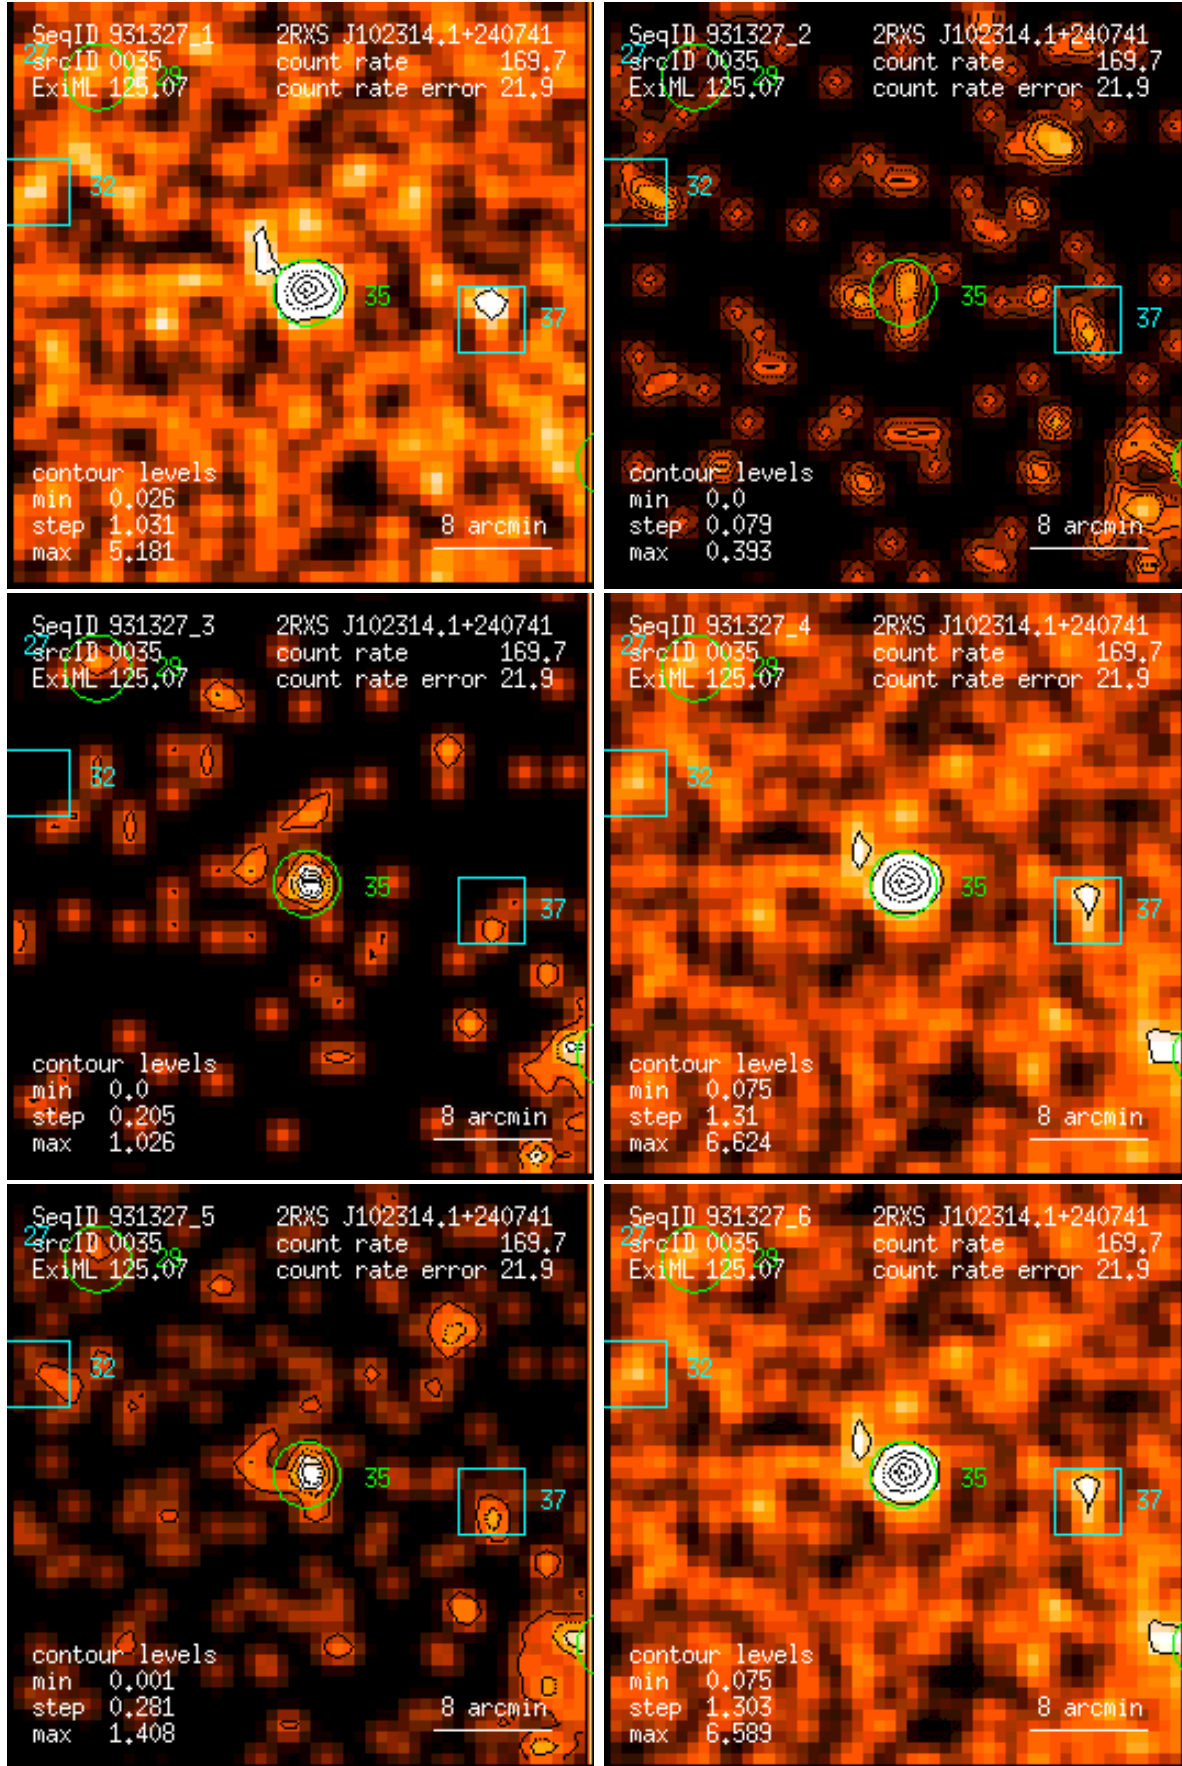 SeqID 931327_1 2RXS J102314.1+240741
27 srcID 0035 29 count rate 169.7
ExiML 125.07 count rate error 21.9
32
35
37
contour levels
min 0.026
step 1.031 8 arcmin
max 5.181
SeqID 931327_2 2RXS J102314.1+240741
27 srcID 0035 29 count rate 169.7
ExiML 125.07 count rate error 21.9
32
35
37
contour levels
min 0.0
step 0.079 8 arcmin
max 0.393
SeqID 931327_3 2RXS J102314.1+240741
27 srcID 0035 29 count rate 169.7
ExiML 125.07 count rate error 21.9
32
35
37
contour levels
min 0.0
step 0.205 8 arcmin
max 1.026
SeqID 931327_4 2RXS J102314.1+240741
27 srcID 0035 29 count rate 169.7
ExiML 125.07 count rate error 21.9
32
35
37
contour levels
min 0.075
step 1.31 8 arcmin
max 6.624
SeqID 931327_5 2RXS J102314.1+240741
27 srcID 0035 29 count rate 169.7
ExiML 125.07 count rate error 21.9
32
35
37
contour levels
min 0.001
step 0.281 8 arcmin
max 1.408
SeqID 931327_6 2RXS J102314.1+240741
27 srcID 0035 29 count rate 169.7
ExiML 125.07 count rate error 21.9
32
35
37
contour levels
min 0.075
step 1.303 8 arcmin
max 6.589